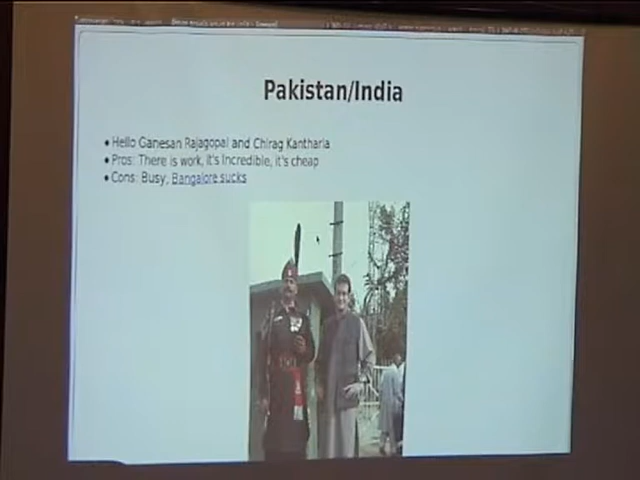 Pakistan/India
• Hello Ganesan Rajagopal and Chirag Kantharia
• Pros: There is work, it's Incredible, it's cheap
• Cons: Busy, Bangalore sucks